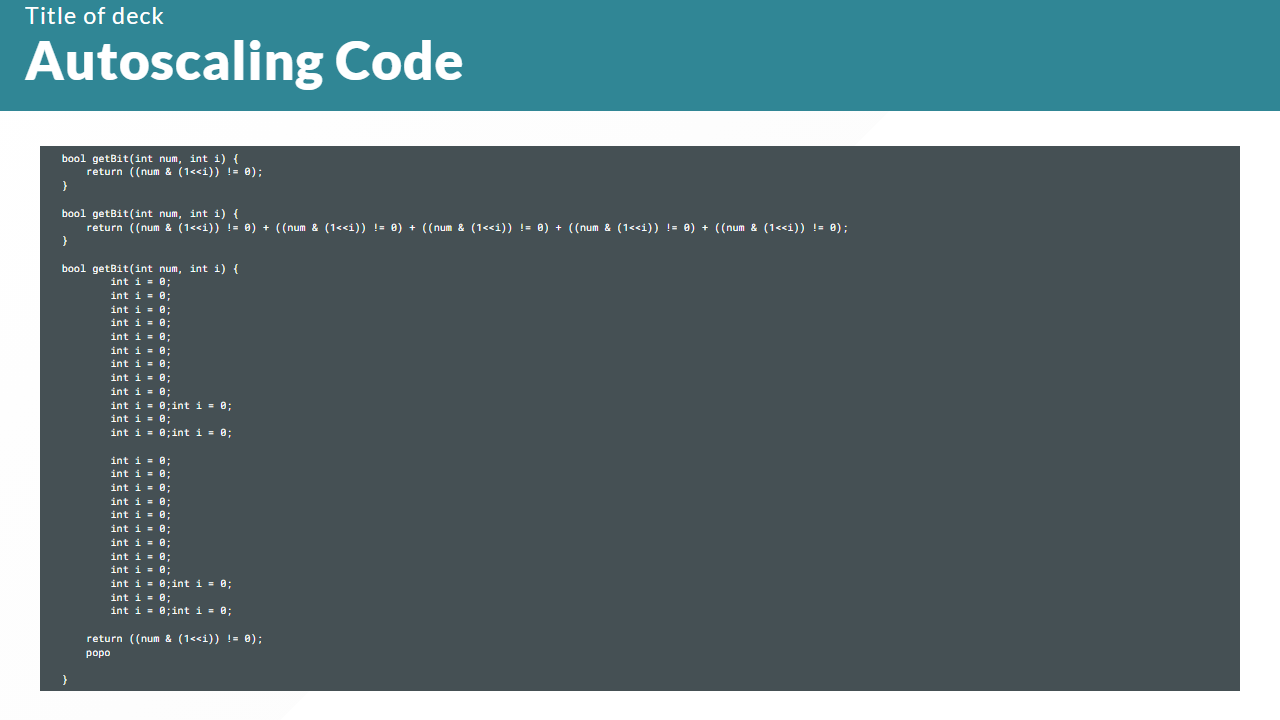 Title of deck
Autoscaling Code
bool getBit(int num, int i) {
    return ((num & (1<<i)) != 0);
}

bool getBit(int num, int i) {
    return ((num & (1<<i)) != 0) + ((num & (1<<i)) != 0) + ((num & (1<<i)) != 0) + ((num & (1<<i)) != 0) + ((num & (1<<i)) != 0);
}

bool getBit(int num, int i) {
        int i = 0;
        int i = 0;
        int i = 0;
        int i = 0;
        int i = 0;
        int i = 0;
        int i = 0;
        int i = 0;
        int i = 0;
        int i = 0;int i = 0;
        int i = 0;
        int i = 0;int i = 0;

        int i = 0;
        int i = 0;
        int i = 0;
        int i = 0;
        int i = 0;
        int i = 0;
        int i = 0;
        int i = 0;
        int i = 0;
        int i = 0;int i = 0;
        int i = 0;
        int i = 0;int i = 0;

    return ((num & (1<<i)) != 0);
    popo

}